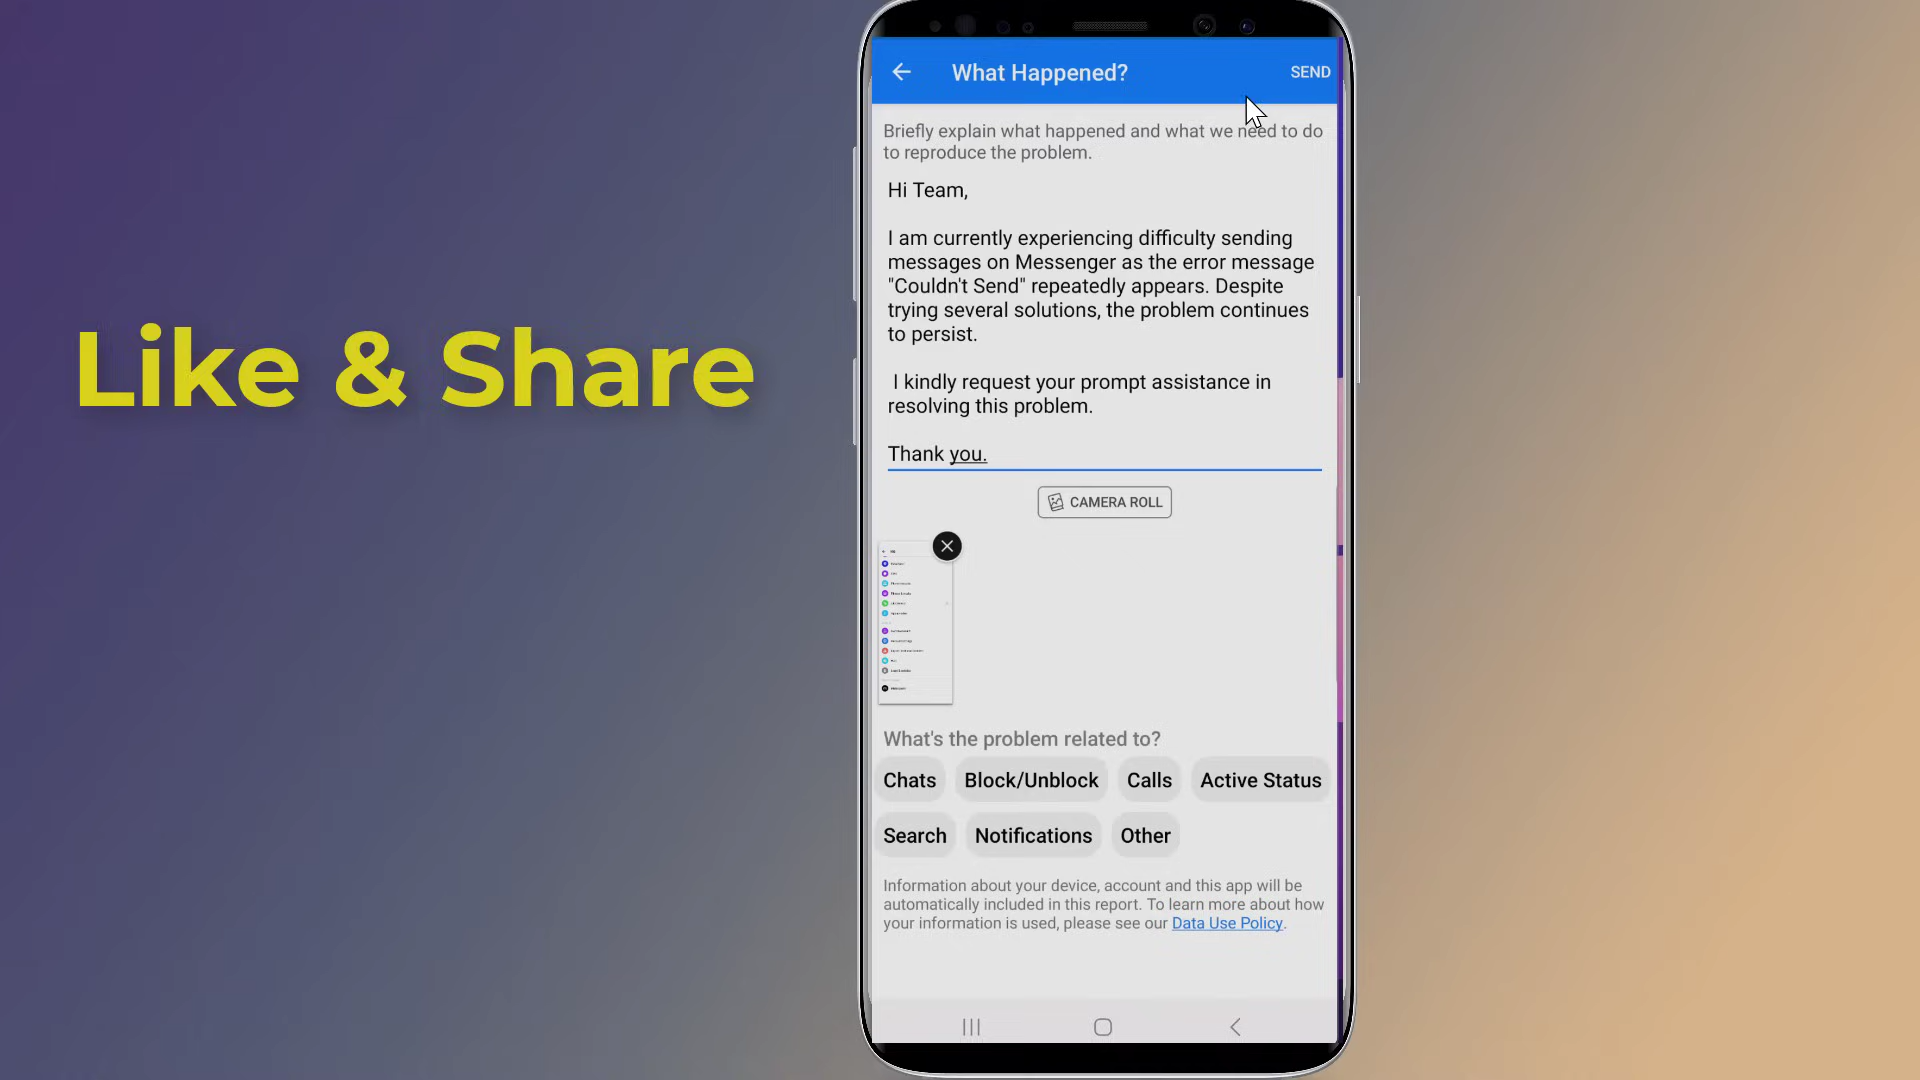 Like & Share
What Happened?
SEND
Briefly explain what happened and what we need to do
to reproduce the problem.
Hi Team,
I am currently experiencing difficulty sending
messages on Messenger as the error message
"Couldn't Send" repeatedly appears. Despite
trying several solutions, the problem continues
to persist.
I kindly request your prompt assistance in
resolving this problem.
Thank you.
CAMERA ROLL
What's the problem related to?
Chats
Block/Unblock
Calls
Active Status
Search
Notifications
Other
Information about your device, account and this app will be
automatically included in this report. To learn more about how
your information is used, please see our Data Use Policy.